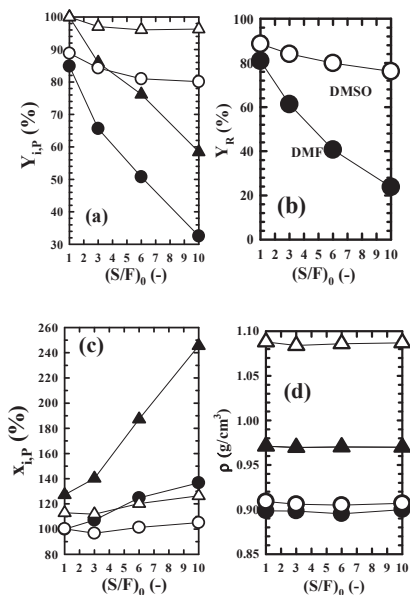 100
90
80
70
60
50
40
30
Y_{i,P} (%)
(a)
1 2 3 4 5 6 7 8 9 10
(S/F)_0 (-)
100
80
60
40
20
0
Y_R (%)
DMSO
DMF
(b)
1 2 3 4 5 6 7 8 9 10
(S/F)_0 (-)
260
240
220
200
180
160
140
120
100
80
x_{i,P} (%)
(c)
1 2 3 4 5 6 7 8 9 10
(S/F)_0 (-)
1.10
1.05
1.00
0.95
0.90
0.85
ρ (g/cm³)
(d)
1 2 3 4 5 6 7 8 9 10
(S/F)_0 (-)